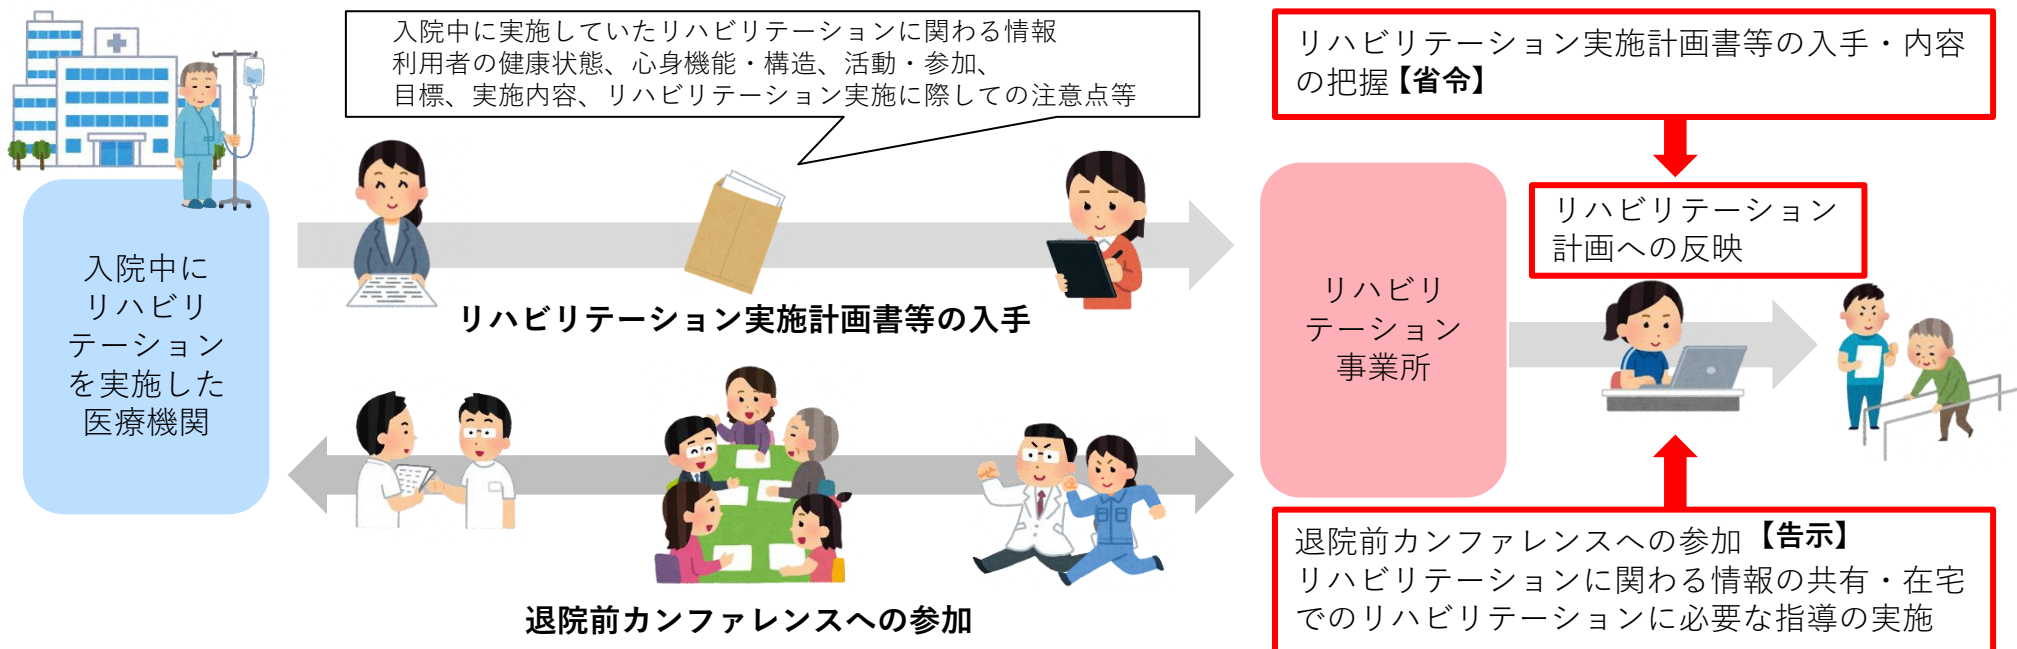 入院中に実施していたリハビリテーションに関わる情報
利用者の健康状態、心身機能・構造、活動・参加、
目標、実施内容、リハビリテーション実施に際しての注意点等
リハビリテーション実施計画書等の入手・内容
の把握【省令】
リハビリテーション
計画への反映
入院中に
リハビリ
テーション
を実施した
医療機関
リハビリテーション実施計画書等の入手
リハビリ
テーション
事業所
退院前カンファレンスへの参加
退院前カンファレンスへの参加【告示】
リハビリテーションに関わる情報の共有・在宅
でのリハビリテーションに必要な指導の実施